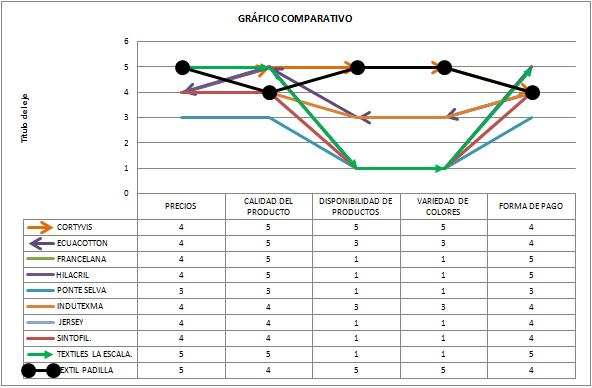 GRÁFICO COMPARATIVO
Título del eje
6
5
4
3
2
1
0
PRECIOS CALIDAD DEL PRODUCTO DISPONIBILIDAD DE PRODUCTOS VARIEDAD DE COLORES FORMA DE PAGO
CORTYVIS 4 5 5 5 4
ECUACOTTON 4 5 3 3 4
FRANCELANA 4 5 1 1 5
HILACRIL 4 5 1 1 5
PONTE SELVA 3 3 1 1 3
INDUTEXMA 4 4 3 3 4
JERSEY 4 4 1 1 4
SINTOFIL. 4 4 1 1 4
TEXTILES LA ESCALA. 5 5 1 1 5
EXTIL PADILLA 5 4 5 5 4